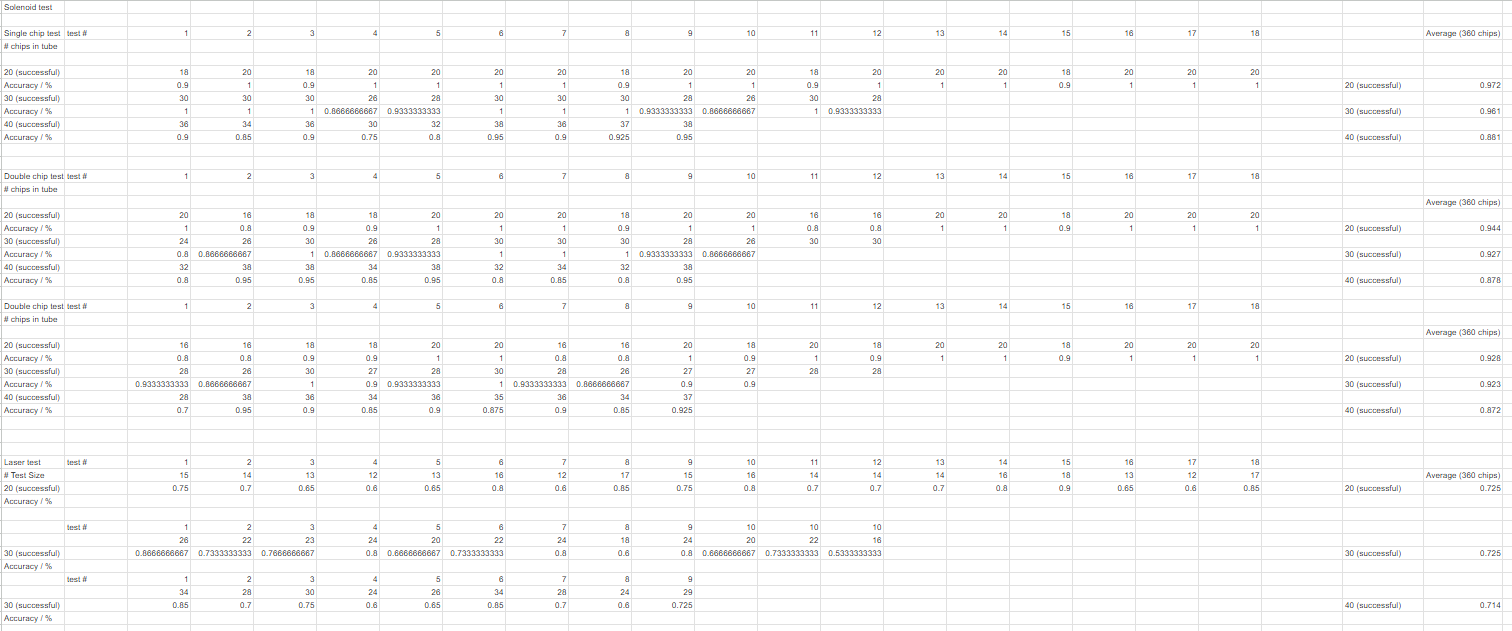 Solenoid test
Single chip test test # 1 2 3 4 5 6 7 8 9 10 11 12 13 14 15 16 17 18 Average (360 chips)
# chips in tube
20 (successful) 18 20 18 20 20 20 20 18 20 20 18 20 20 20 18 20 20 20
Accuracy / % 0.9 1 0.9 1 1 1 1 0.9 1 1 0.9 1 1 1 0.9 1 1 1 20 (successful) 0.972
30 (successful) 30 30 30 26 28 30 30 30 28 26 30 28
Accuracy / % 1 1 1 0.8666666667 0.9333333333 1 1 1 0.9333333333 0.8666666667 1 0.9333333333 30 (successful) 0.961
40 (successful) 36 34 36 30 32 38 36 37 38
Accuracy / % 0.9 0.85 0.9 0.75 0.8 0.95 0.9 0.925 0.95 40 (successful) 0.881
Double chip test test # 1 2 3 4 5 6 7 8 9 10 11 12 13 14 15 16 17 18
# chips in tube
Average (360 chips)
20 (successful) 20 16 18 18 20 20 20 18 20 20 16 16 20 20 18 20 20 20
Accuracy / % 1 0.8 0.9 0.9 1 1 1 0.9 1 1 0.8 0.8 1 1 0.9 1 1 1 20 (successful) 0.944
30 (successful) 24 26 30 26 28 30 30 30 28 26 30 30
Accuracy / % 0.8 0.8666666667 1 0.8666666667 0.9333333333 1 1 1 0.9333333333 0.8666666667 30 (successful) 0.927
40 (successful) 32 38 38 34 38 32 34 32 38
Accuracy / % 0.8 0.95 0.95 0.85 0.95 0.8 0.85 0.8 0.95 40 (successful) 0.878
Double chip test test # 1 2 3 4 5 6 7 8 9 10 11 12 13 14 15 16 17 18
# chips in tube
Average (360 chips)
20 (successful) 16 16 18 18 20 20 16 16 20 18 20 18 20 20 18 20 20 20
Accuracy / % 0.8 0.8 0.9 0.9 1 1 0.8 0.8 1 0.9 1 0.9 1 1 0.9 1 1 1 20 (successful) 0.928
30 (successful) 28 26 30 27 28 30 28 26 27 27 28 28
Accuracy / % 0.9333333333 0.8666666667 1 0.9 0.9333333333 1 0.9333333333 0.8666666667 0.9 0.9 30 (successful) 0.923
40 (successful) 28 38 36 34 36 35 36 34 37
Accuracy / % 0.7 0.95 0.9 0.85 0.9 0.875 0.9 0.85 0.925 40 (successful) 0.872
Laser test test # 1 2 3 4 5 6 7 8 9 10 11 12 13 14 15 16 17 18
# Test Size 15 14 13 12 13 16 12 17 15 16 14 14 14 16 18 13 12 17 Average (360 chips)
20 (successful) 0.75 0.7 0.65 0.6 0.65 0.8 0.6 0.85 0.75 0.8 0.7 0.7 0.7 0.8 0.9 0.65 0.6 0.85 20 (successful) 0.725
Accuracy / %
test # 1 2 3 4 5 6 7 8 9 10 10 10
26 22 23 24 20 22 24 18 24 20 22 16
30 (successful) 0.8666666667 0.7333333333 0.7666666667 0.8 0.6666666667 0.7333333333 0.8 0.6 0.8 0.6666666667 0.7333333333 0.5333333333 30 (successful) 0.725
Accuracy / %
test # 1 2 3 4 5 6 7 8 9
34 28 30 24 26 34 28 24 29
30 (successful) 0.85 0.7 0.75 0.6 0.65 0.85 0.7 0.6 0.725 40 (successful) 0.714
Accuracy / %